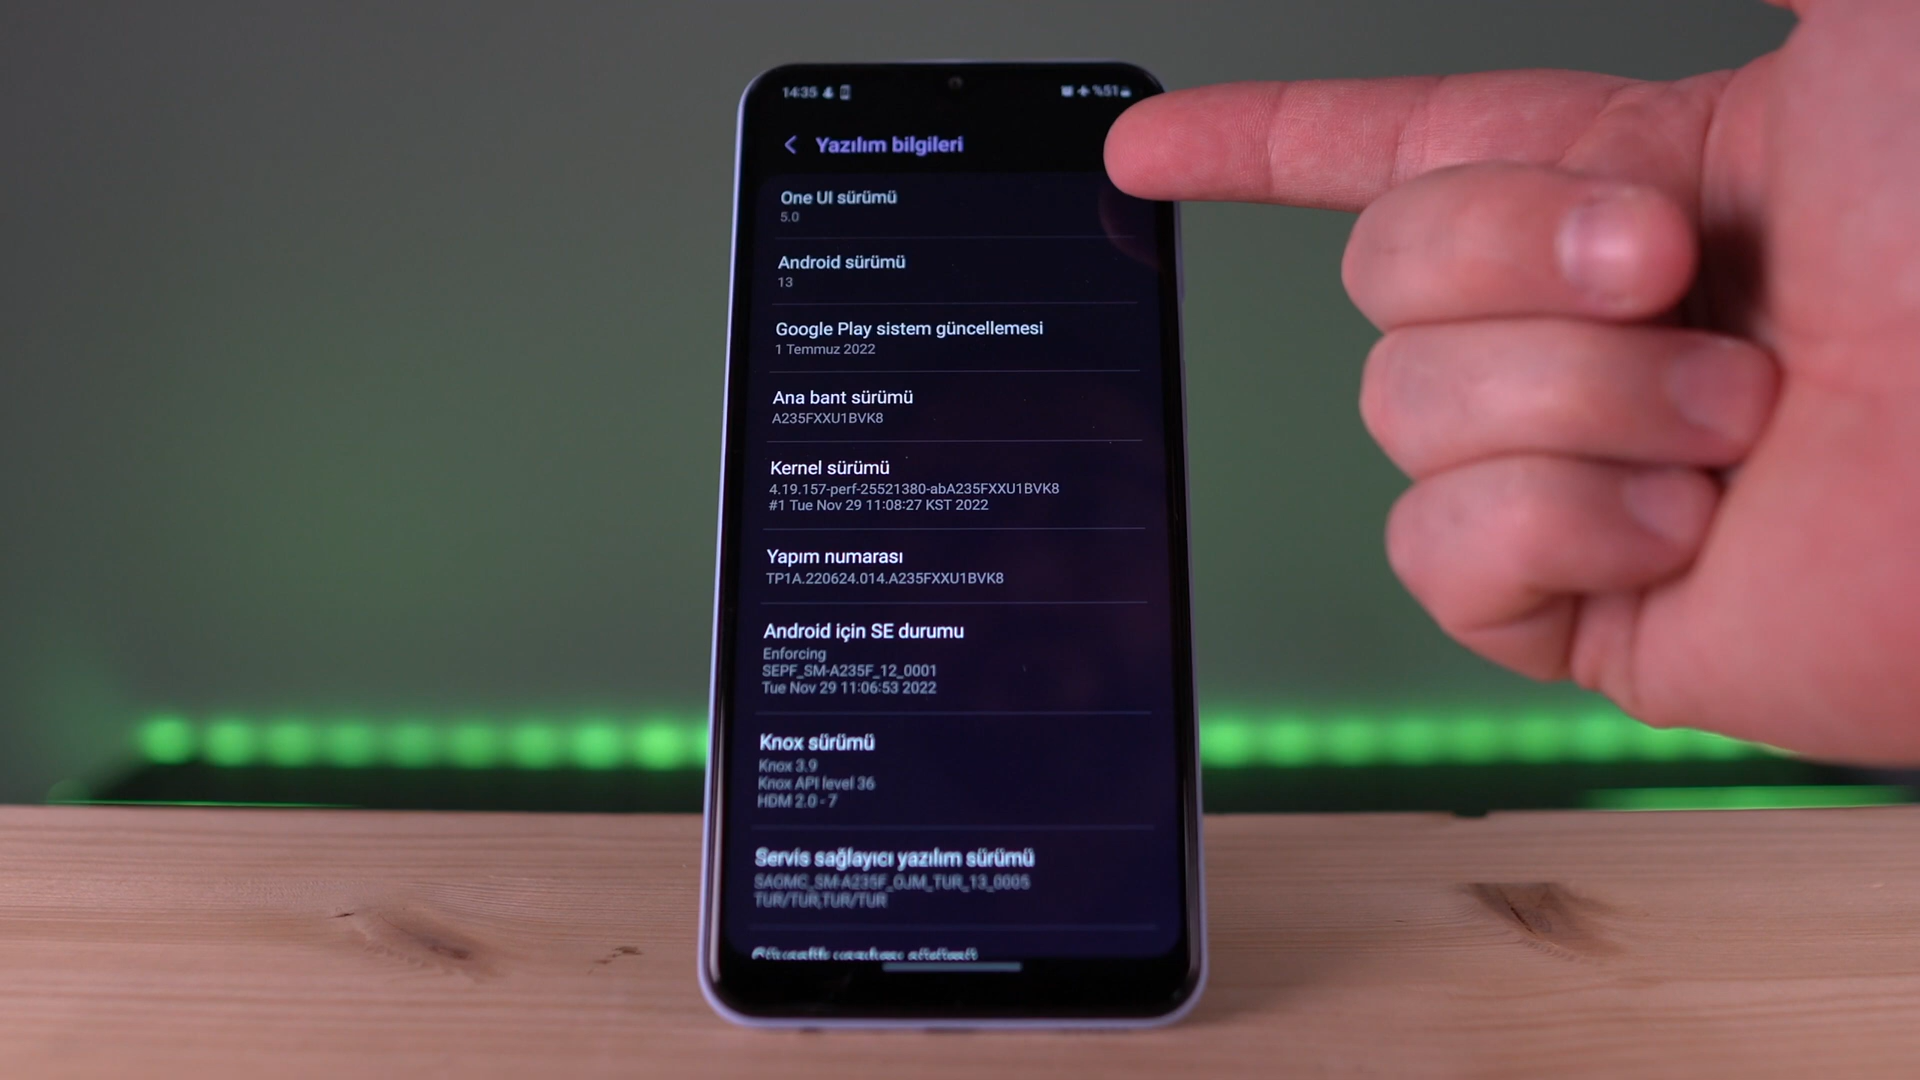 14:35
%51
Yazılım bilgileri
One UI sürümü
5.0
Android sürümü
13
Google Play sistem güncellemesi
1 Temmuz 2022
Ana bant sürümü
A235FXXU1BVK8
Kernel sürümü
4.19.157-perf-25521380-abA235FXXU1BVK8
#1 Tue Nov 29 11:08:27 KST 2022
Yapım numarası
TP1A.220624.014.A235FXXU1BVK8
Android için SE durumu
Enforcing
SEPF_SM-A235F_12_0001
Tue Nov 29 11:06:53 2022
Knox sürümü
Knox 3.9
Knox API level 36
HDM 2.0 - 7
Servis sağlayıcı yazılım sürümü
SAOMC_SM-A235F_OJM_TUR_13_0005
TUR/TUR,TUR/TUR